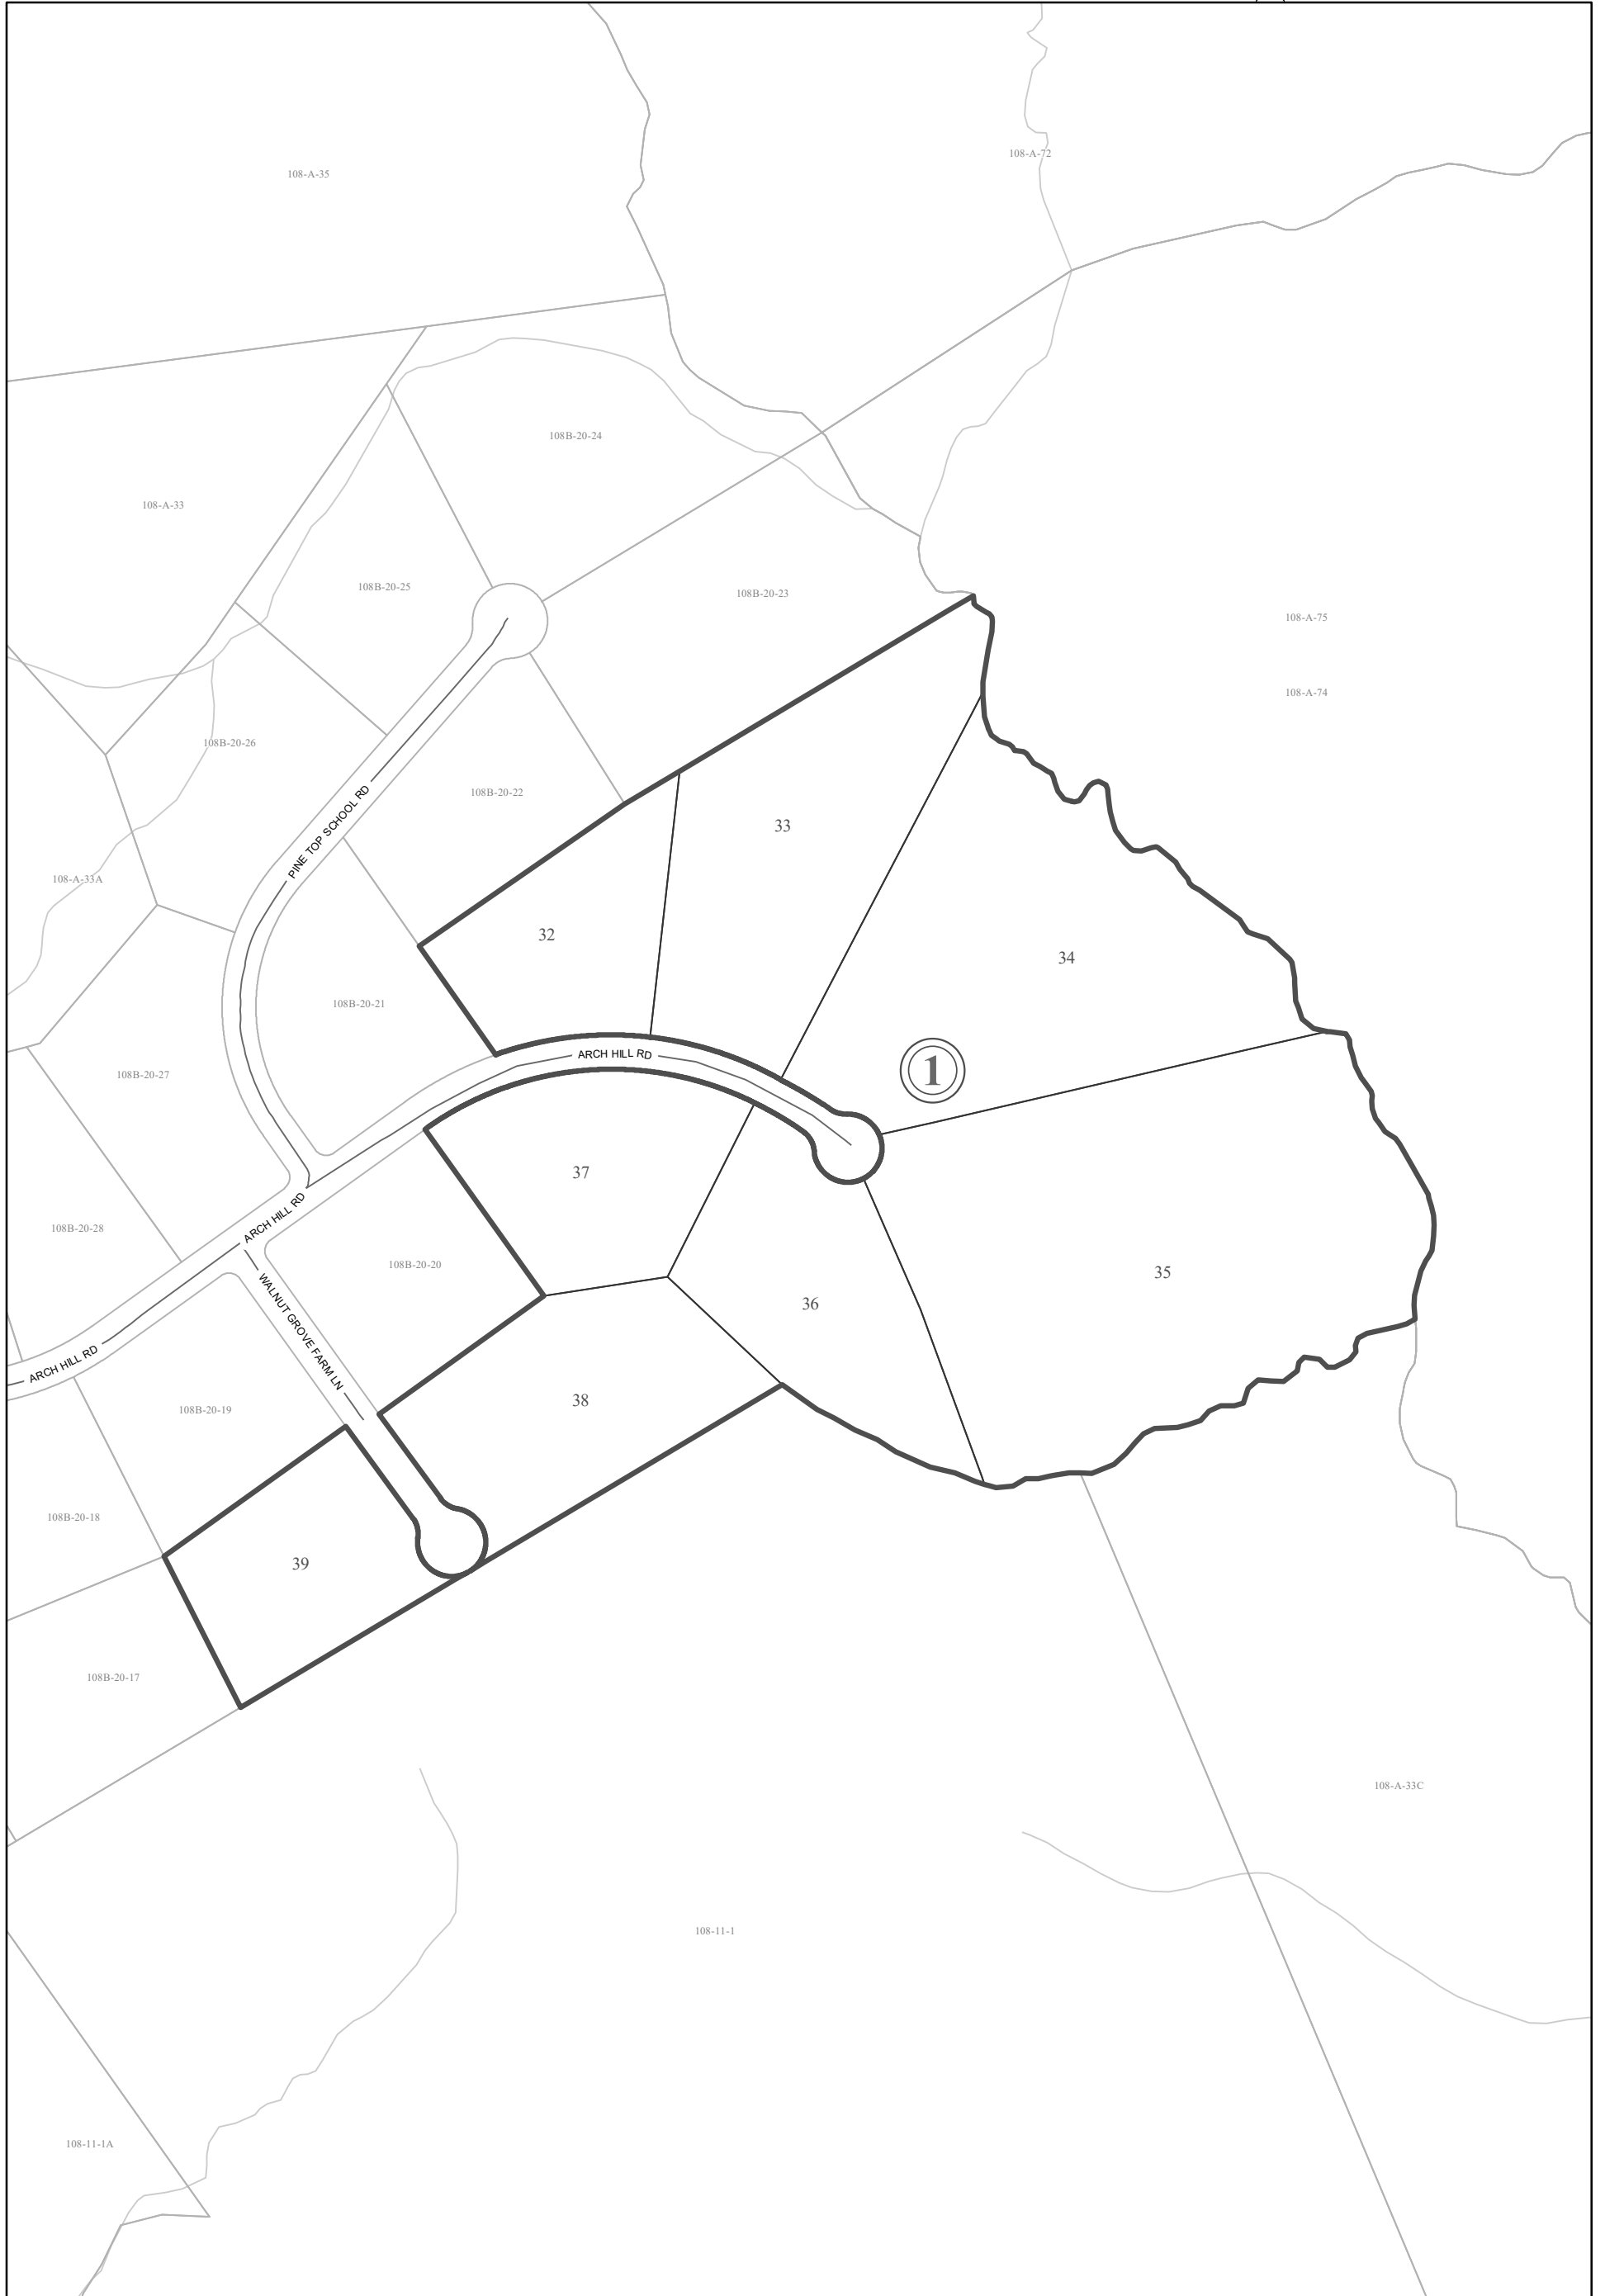 108-A-72
108-A-35
108B-20-24
108-A-33
108B-20-25
108B-20-23
108-A-75
108-A-74
108B-20-26
108B-20-22
PINE TOP SCHOOL RD
33
108-A-33A
32
34
108B-20-21
ARCH HILL RD
1
108B-20-27
37
ARCH HILL RD
108B-20-28
108B-20-20
35
WALNUT GROVE FARM LN
36
ARCH HILL RD
38
108B-20-19
108B-20-18
39
108B-20-17
108-A-33C
108-11-1
108-11-1A